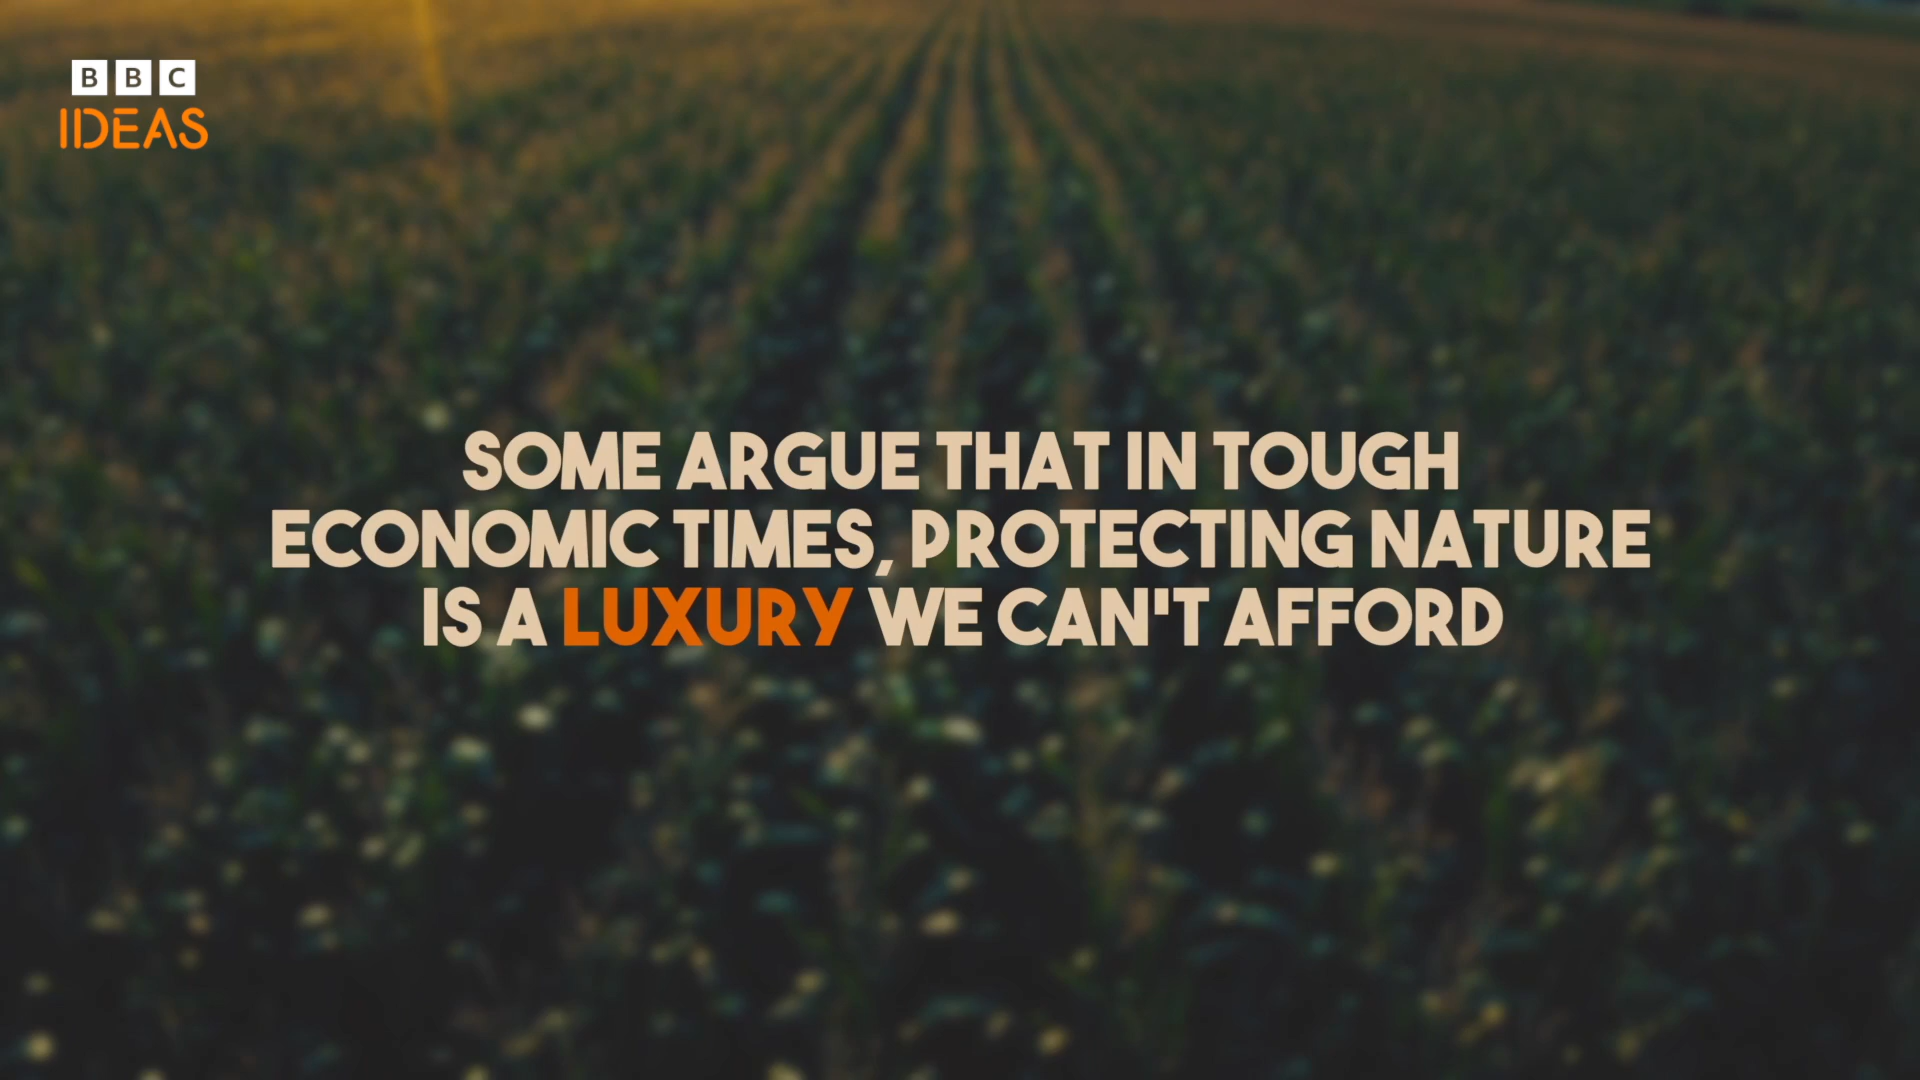 BBC
IDEAS
SOME ARGUE THAT IN TOUGH
ECONOMIC TIMES, PROTECTING NATURE
IS A LUXURY WE CAN'T AFFORD